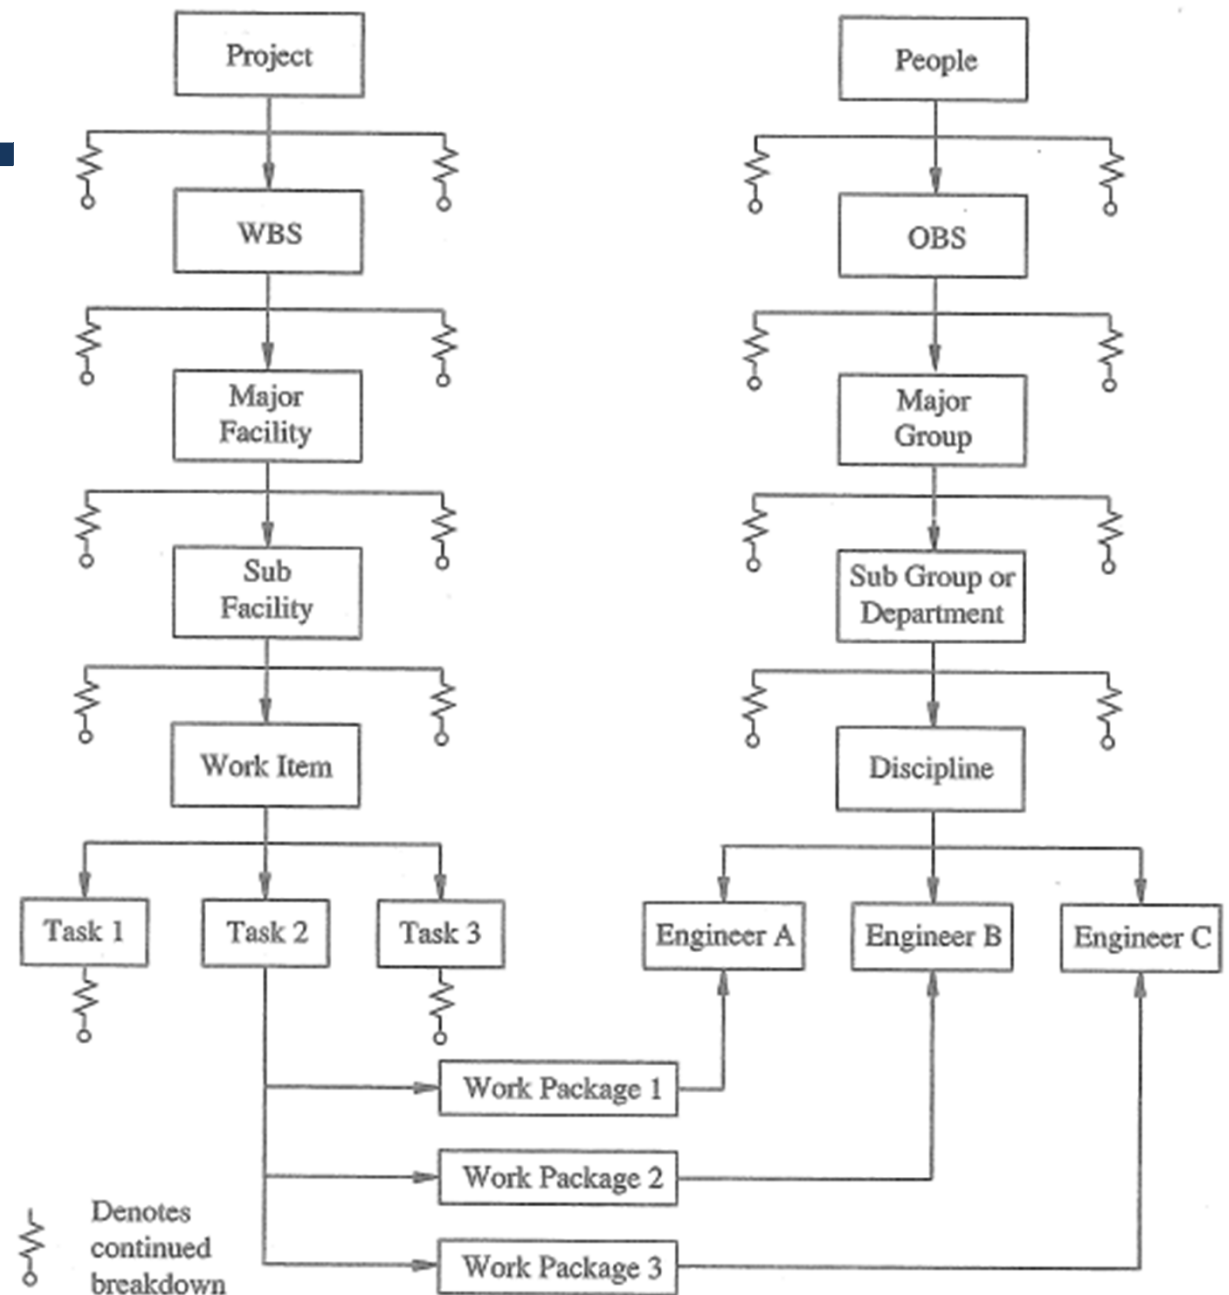 Project
People
WBS
OBS
Major
Facility
Major
Group
Sub
Facility
Sub Group or
Department
Work Item
Discipline
Task 1
Task 2
Task 3
Engineer A
Engineer B
Engineer C
Work Package 1
Work Package 2
Work Package 3
Denotes
continued
breakdown